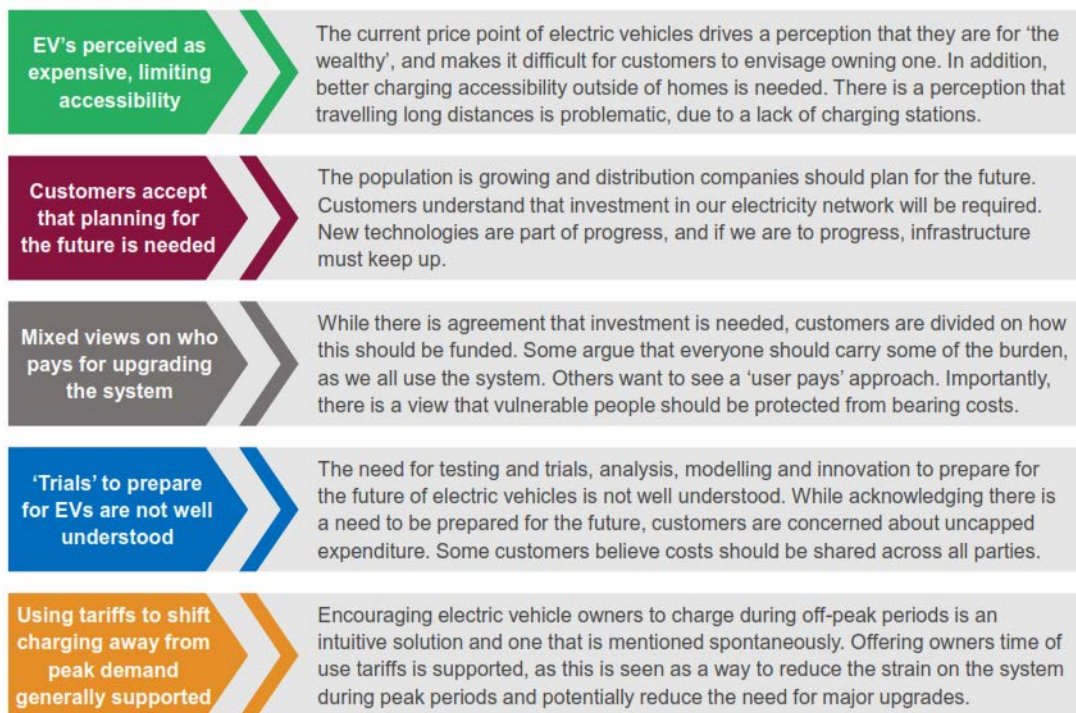 EV's perceived as
expensive, limiting
accessibility
The current price point of electric vehicles drives a perception that they are for ‘the
wealthy’, and makes it difficult for customers to envisage owning one. In addition,
better charging accessibility outside of homes is needed. There is a perception that
travelling long distances is problematic, due to a lack of charging stations.
Customers accept
that planning for
the future is needed
The population is growing and distribution companies should plan for the future.
Customers understand that investment in our electricity network will be required.
New technologies are part of progress, and if we are to progress, infrastructure
must keep up.
Mixed views on who
pays for upgrading
the system
While there is agreement that investment is needed, customers are divided on how
this should be funded. Some argue that everyone should carry some of the burden,
as we all use the system. Others want to see a ‘user pays’ approach. Importantly,
there is a view that vulnerable people should be protected from bearing costs.
‘Trials’ to prepare
for EVs are not well
understood
The need for testing and trials, analysis, modelling and innovation to prepare for
the future of electric vehicles is not well understood. While acknowledging there is
a need to be prepared for the future, customers are concerned about uncapped
expenditure. Some customers believe costs should be shared across all parties.
Using tariffs to shift
charging away from
peak demand
generally supported
Encouraging electric vehicle owners to charge during off-peak periods is an
intuitive solution and one that is mentioned spontaneously. Offering owners time of
use tariffs is supported, as this is seen as a way to reduce the strain on the system
during peak periods and potentially reduce the need for major upgrades.